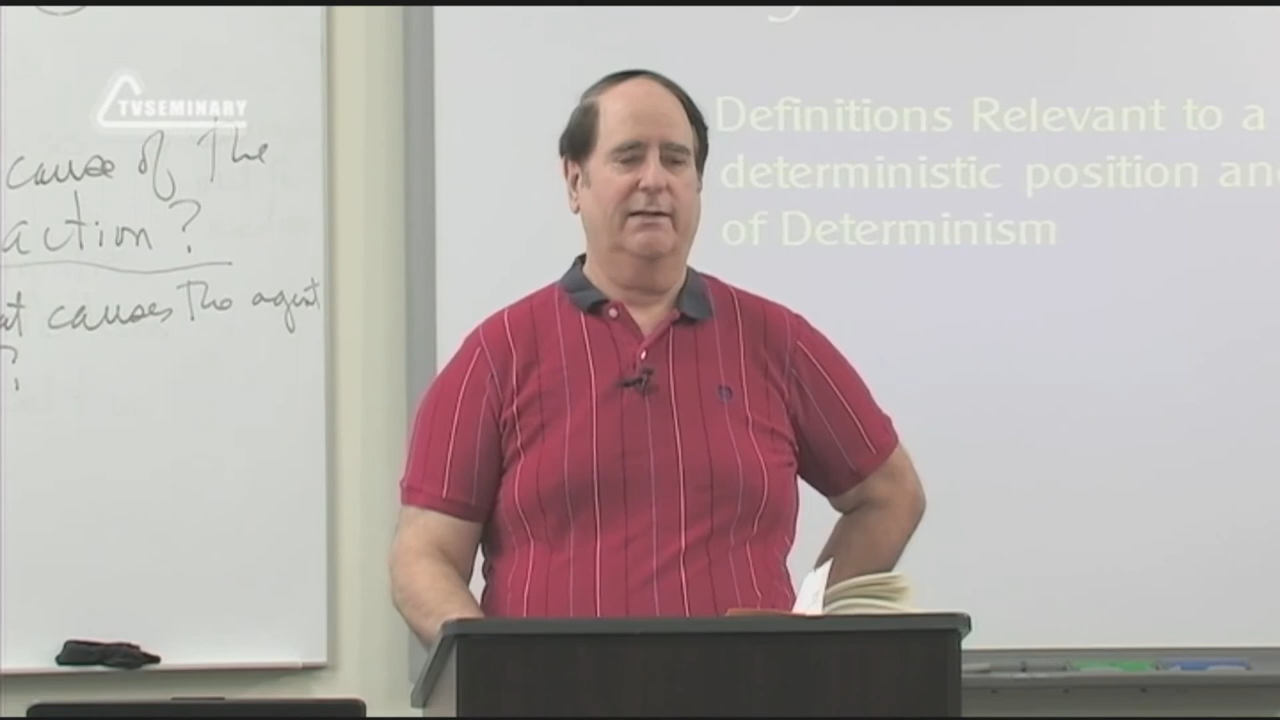 TVSEMINARY
cause of The
action?
at causes The agent
?
Definitions Relevant to a
deterministic position an
of Determinism